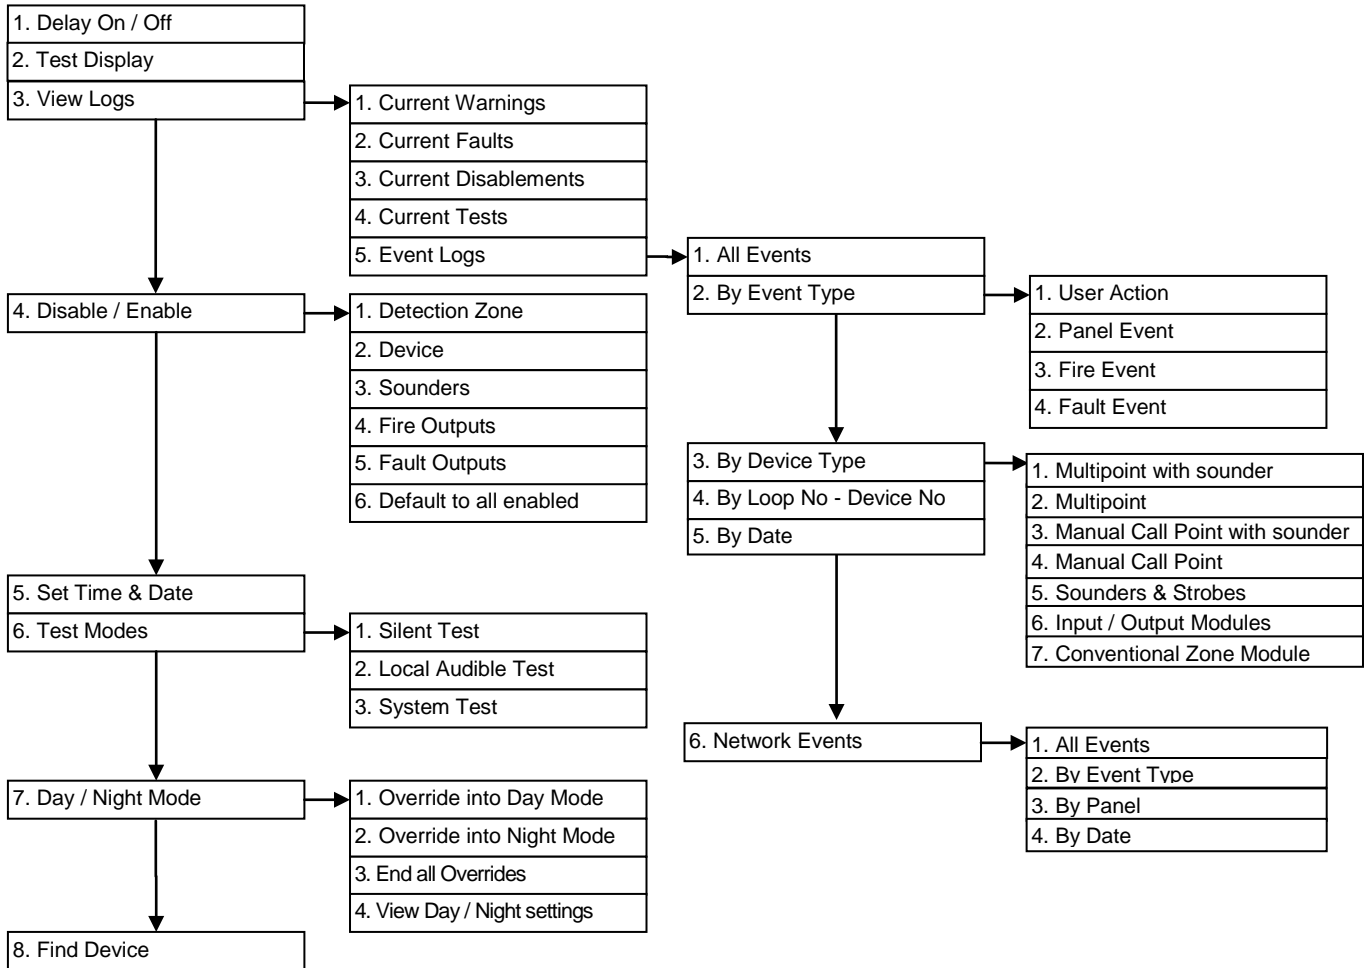 1. Delay On / Off
2. Test Display
3. View Logs
1. Current Warnings
2. Current Faults
3. Current Disablements
4. Current Tests
5. Event Logs
1. All Events
2. By Event Type
1. User Action
2. Panel Event
3. Fire Event
4. Fault Event
4. Disable / Enable
1. Detection Zone
2. Device
3. Sounders
4. Fire Outputs
5. Fault Outputs
6. Default to all enabled
3. By Device Type
4. By Loop No - Device No
5. By Date
1. Multipoint with sounder
2. Multipoint
3. Manual Call Point with sounder
4. Manual Call Point
5. Sounders & Strobes
6. Input / Output Modules
7. Conventional Zone Module
5. Set Time & Date
6. Test Modes
1. Silent Test
2. Local Audible Test
3. System Test
6. Network Events
1. All Events
2. By Event Type
3. By Panel
4. By Date
7. Day / Night Mode
1. Override into Day Mode
2. Override into Night Mode
3. End all Overrides
4. View Day / Night settings
8. Find Device